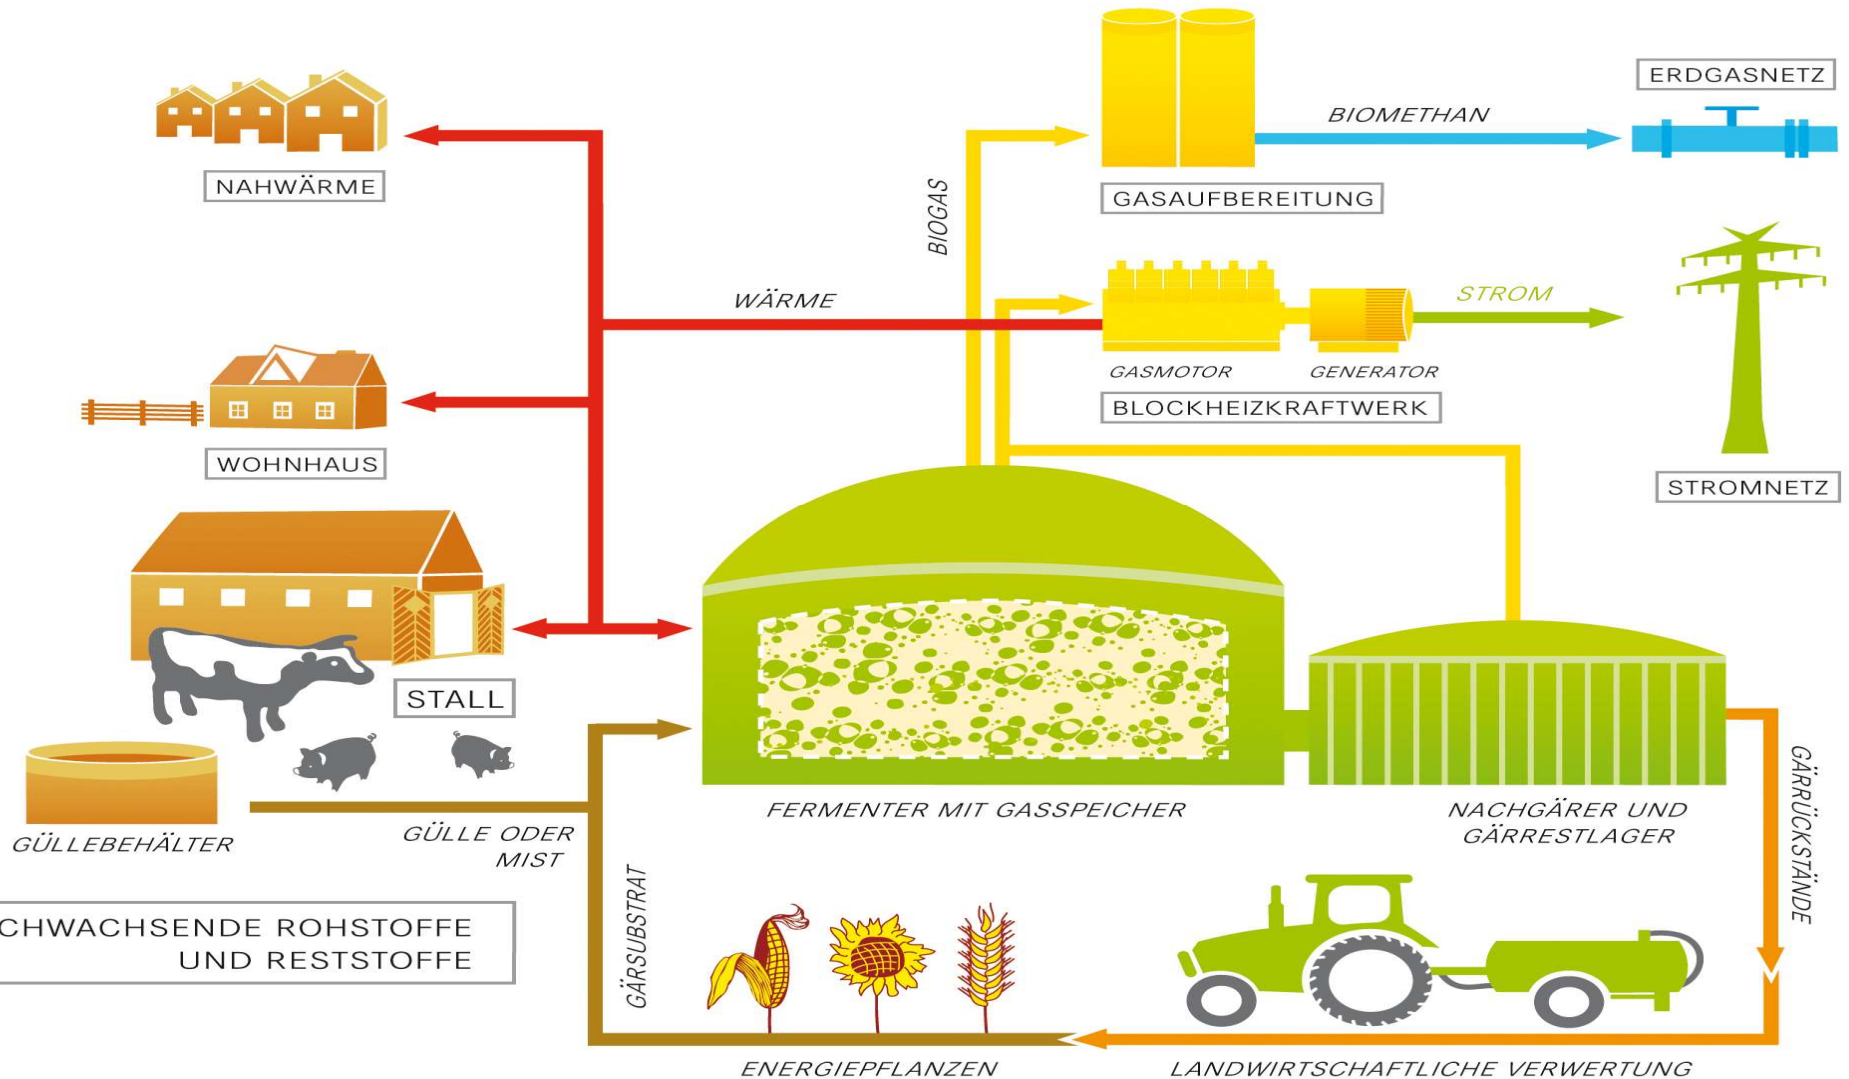 ERDGASNETZ
BIOMETHAN
NAHWÄRME
BIOGAS
GASAUFBEREITUNG
WÄRME
STROM
GASMOTOR
GENERATOR
BLOCKHEIZKRAFTWERK
WOHNHAUS
STROMNETZ
STALL
FERMENTER MIT GASSPEICHER
NACHGÄRER UND
GÄRRESTLAGER
GÜLLEBEHÄLTER
GÜLLE ODER
MIST
GÄRRÜCKSTÄNDE
GÄRSUBSTRAT
CHWACHSENDE ROHSTOFFE
UND RESTSTOFFE
ENERGIEPFLANZEN
LANDWIRTSCHAFTLICHE VERWERTUNG